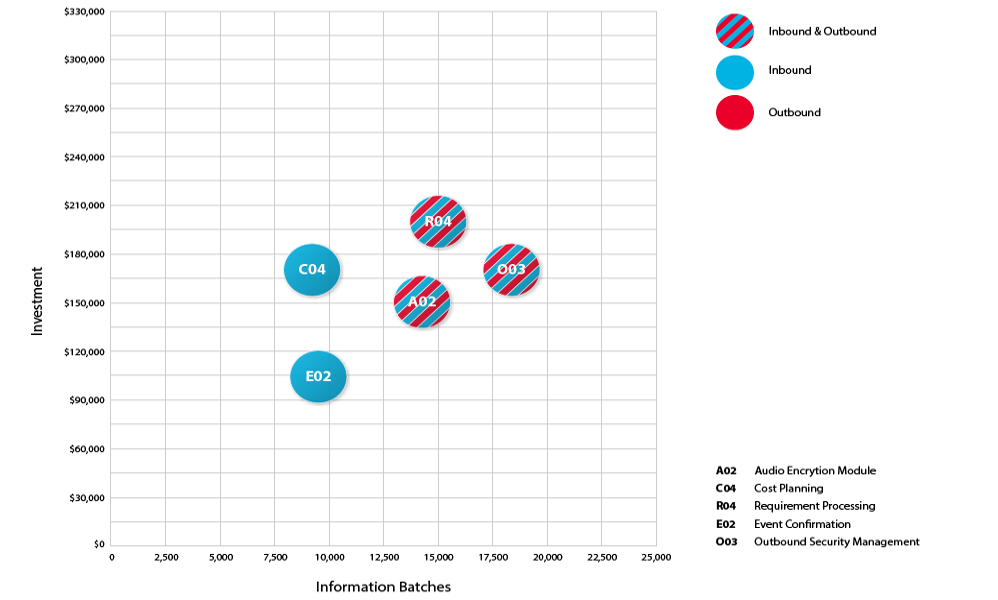 $330,000
$300,000
$270,000
$240,000
$210,000
$180,000
$150,000
$120,000
$90,000
$60,000
$30,000
$0
Investment
R04
C04
O03
A02
E02
0 2,500 5,000 7,500 10,000 12,500 15,000 17,500 20,000 22,500 25,000
Information Batches
Inbound & Outbound
Inbound
Outbound
A02 Audio Encrytion Module
C04 Cost Planning
R04 Requirement Processing
E02 Event Confirmation
O03 Outbound Security Management